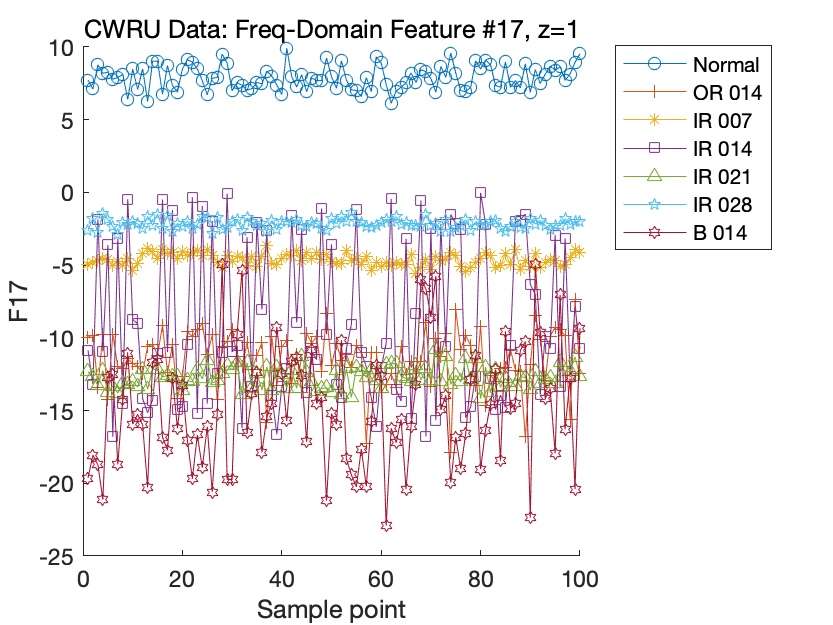 CWRU Data: Freq-Domain Feature #17, z=1
10
5
0
-5
-10
-15
-20
-25
F17
0 20 40 60 80 100
Sample point
Normal
OR 014
IR 007
IR 014
IR 021
IR 028
B 014